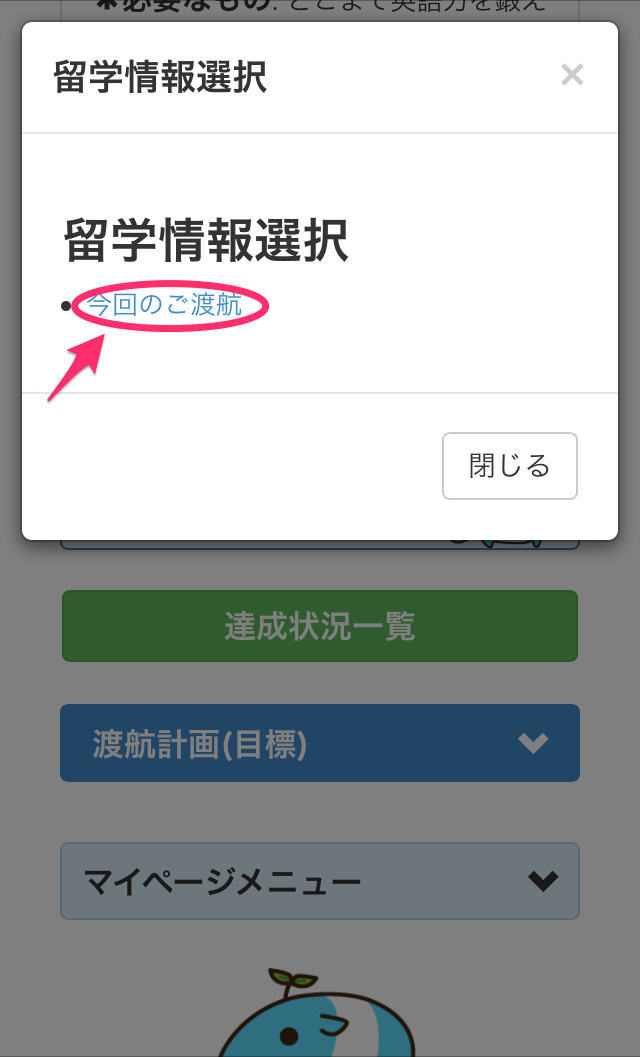 *必要なもの: どこまで英語力を鍛え
留学情報選択
×
留学情報選択
• 今回のご渡航
閉じる
達成状況一覧
渡航計画(目標)
マイページメニュー